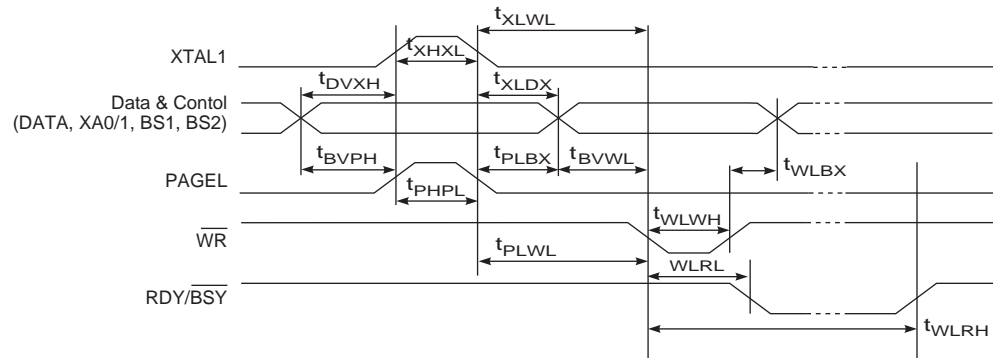 tXLWL
XTAL1
tXHXL
tDVXH
tXLDX
Data & Contol
(DATA, XA0/1, BS1, BS2)
tBVPH
tPLBX
tBVWL
tWLBX
PAGEL
tPHPL
tWLWH
WR
tPLWL
WLRL
RDY/BSY
tWLRH